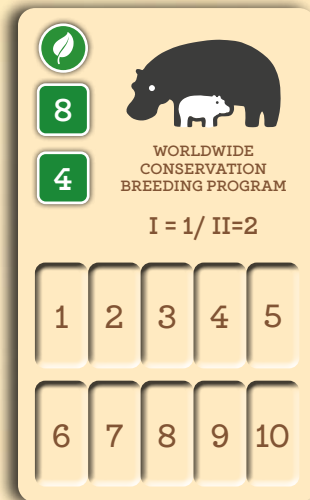 8
4
WORLDWIDE
CONSERVATION
BREEDING PROGRAM
I = 1/ II=2
1 2 3 4 5
6 7 8 9 10